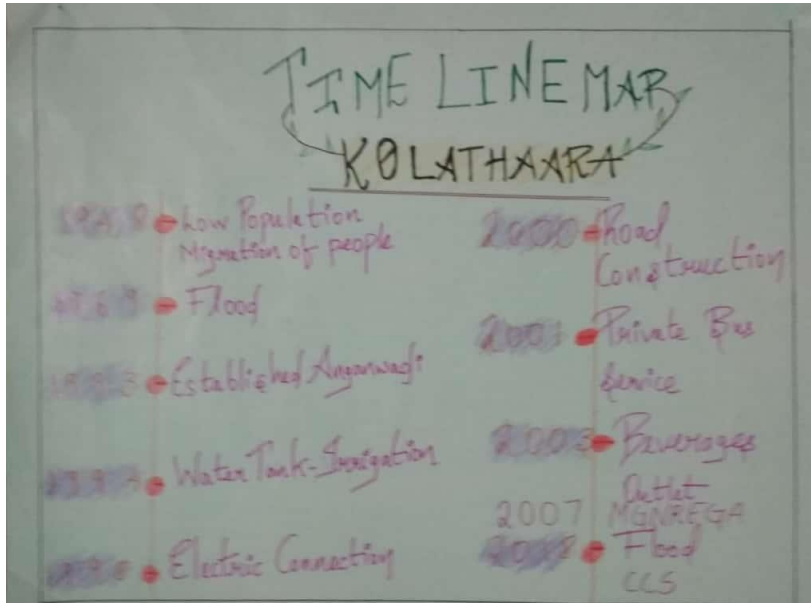 TIME LINE MAP
KOLATHAARA
Low Population
Migration of people
Flood
Established Anganwadi
Water Tank-Irrigation
Electric Connection
2000 Road
Construction
Private Bus
Service
Beverages
Outlet
2007 MGNREGA
Flood
CCS